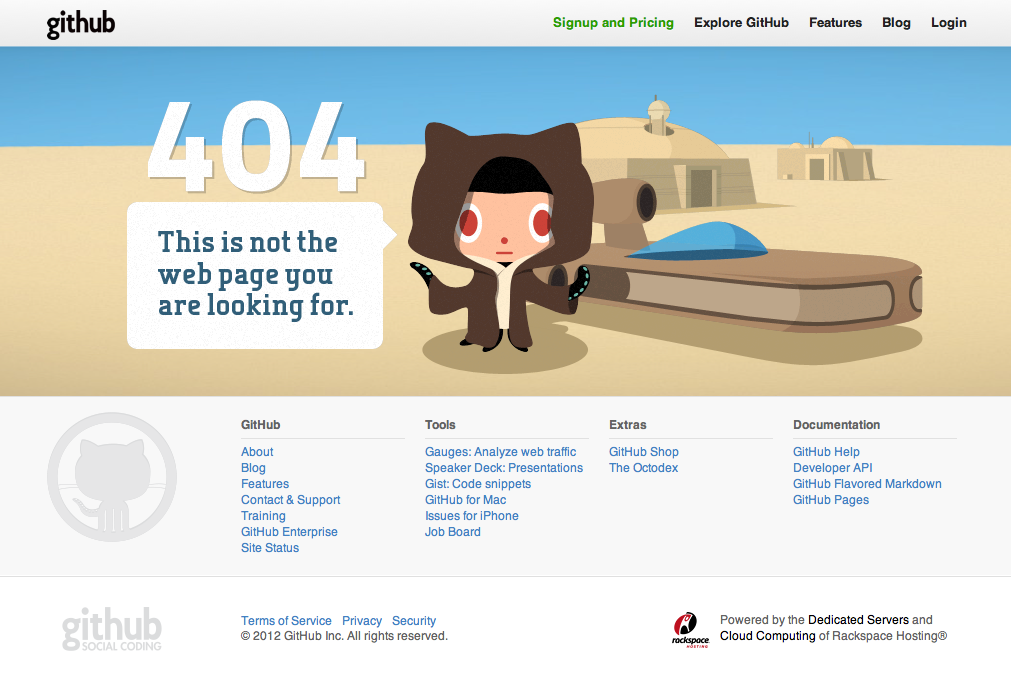 github
Signup and Pricing Explore GitHub Features Blog Login
404
This is not the
web page you
are looking for.
GitHub
About
Blog
Features
Contact & Support
Training
GitHub Enterprise
Site Status
Tools
Gauges: Analyze web traffic
Speaker Deck: Presentations
Gist: Code snippets
GitHub for Mac
Issues for iPhone
Job Board
Extras
GitHub Shop
The Octodex
Documentation
GitHub Help
Developer API
GitHub Flavored Markdown
GitHub Pages
github
SOCIAL CODING
Terms of Service Privacy Security
© 2012 GitHub Inc. All rights reserved.
rackspace.
HOSTING
Powered by the Dedicated Servers and
Cloud Computing of Rackspace Hosting®